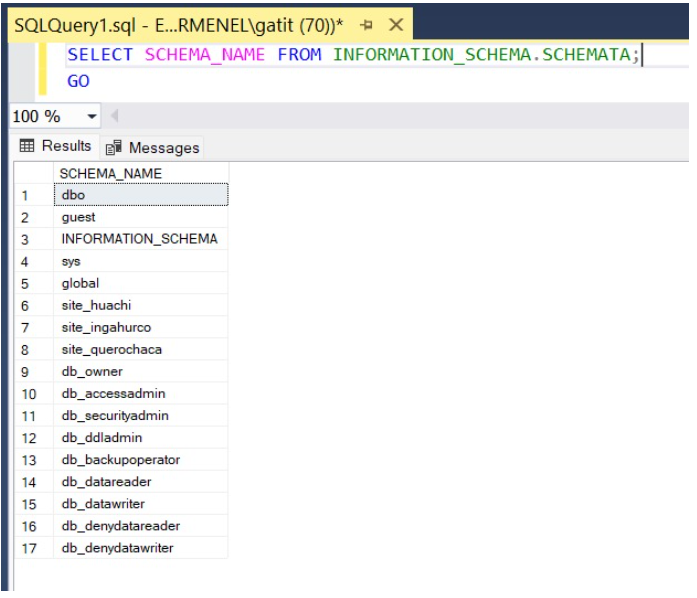 SQLQuery1.sql - E...RMENEL\gatit (70))*
SELECT SCHEMA_NAME FROM INFORMATION_SCHEMA.SCHEMATA;
GO
100 %
Results Messages
SCHEMA_NAME
1 dbo
2 guest
3 INFORMATION_SCHEMA
4 sys
5 global
6 site_huachi
7 site_ingahurco
8 site_querochaca
9 db_owner
10 db_accessadmin
11 db_securityadmin
12 db_ddladmin
13 db_backupoperator
14 db_datareader
15 db_datawriter
16 db_denydatareader
17 db_denydatawriter